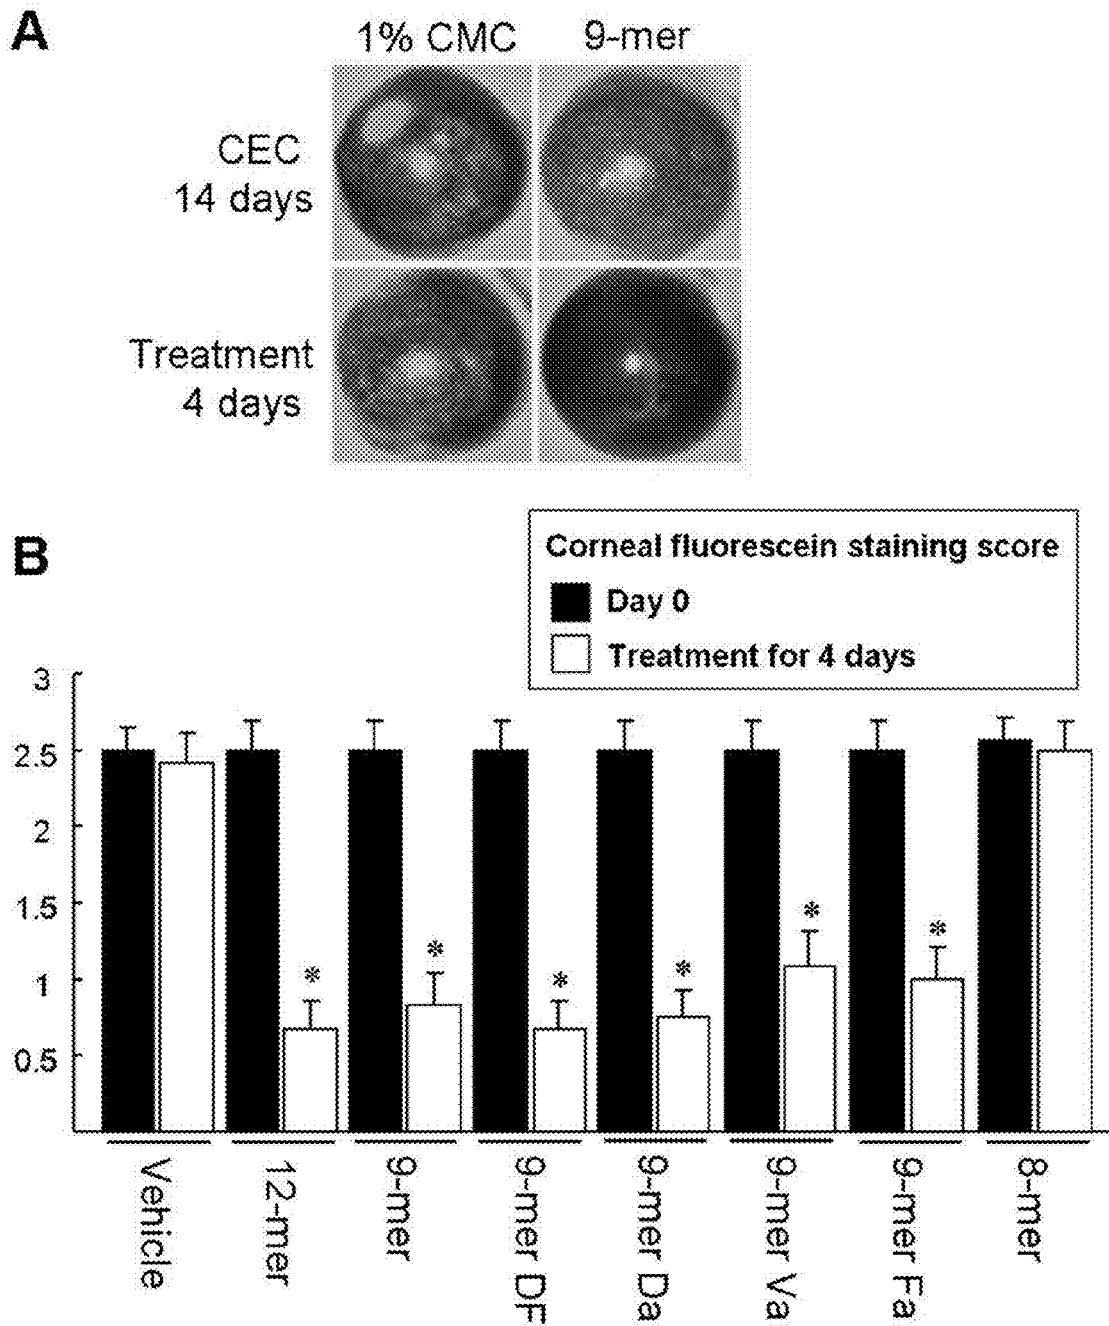 A
1% CMC 9-mer
CEC
14 days
Treatment
4 days
B
Corneal fluorescein staining score
Day 0
Treatment for 4 days
3
2.5
2
1.5
1
0.5
* * * * * *
Vehicle
12-mer
9-mer
9-mer DF
9-mer Da
9-mer Va
9-mer Fa
8-mer